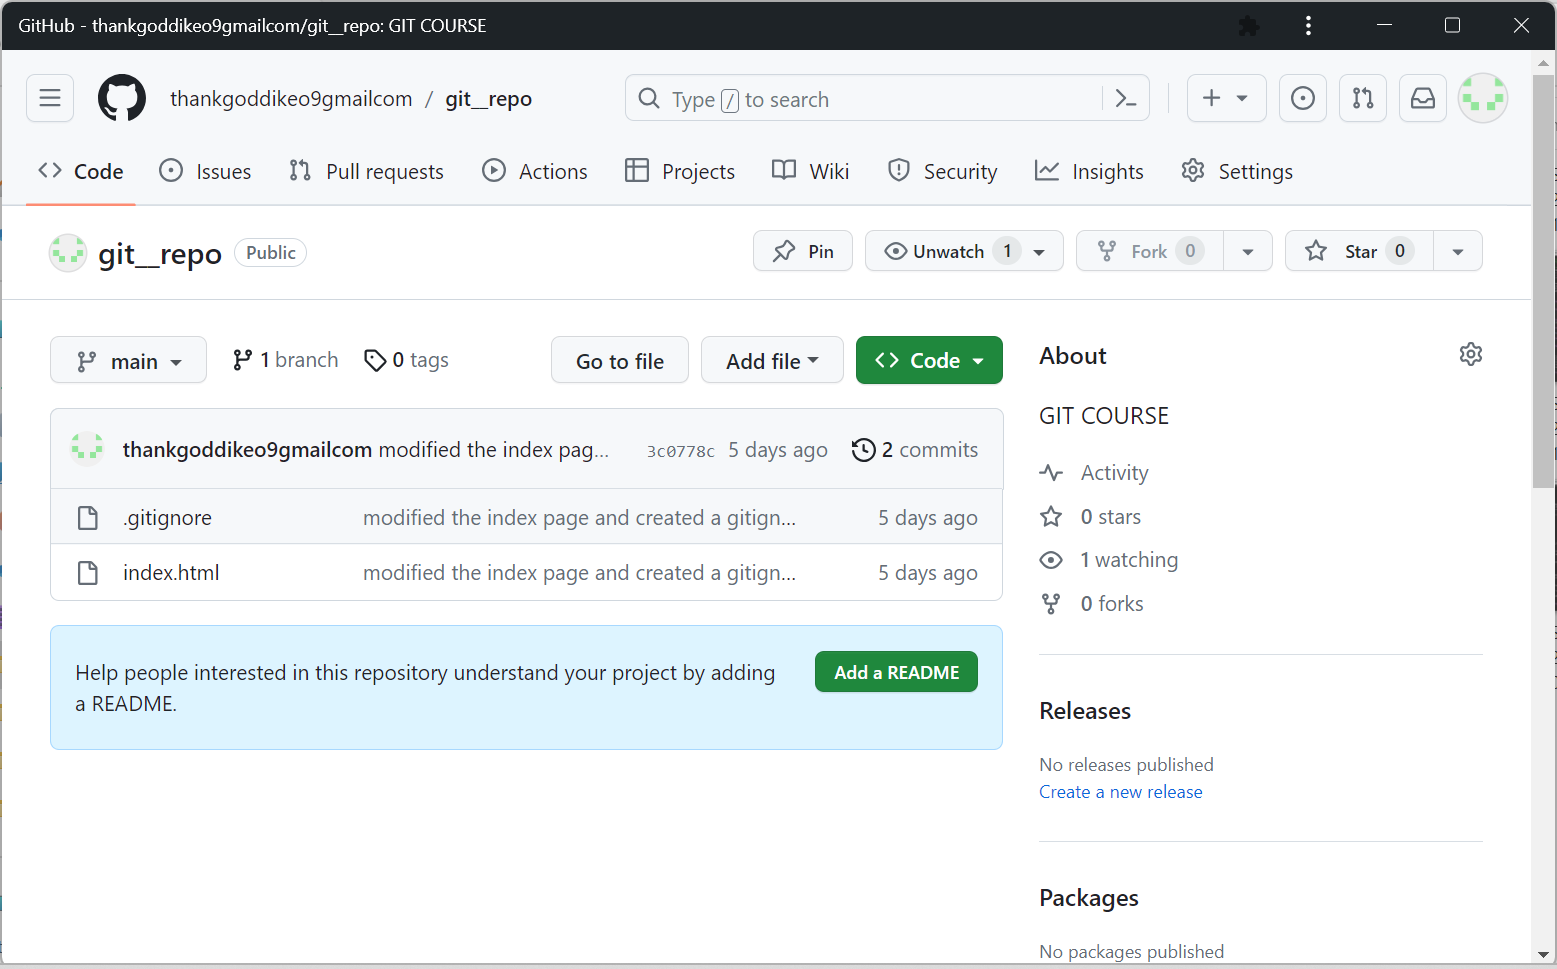 GitHub - thankgoddikeo9gmailcom/git__repo: GIT COURSE
thankgoddikeo9gmailcom / git__repo
Type / to search
Code Issues Pull requests Actions Projects Wiki Security Insights Settings
git__repo Public
Pin Unwatch 1 Fork 0 Star 0
main 1 branch 0 tags Go to file Add file Code
thankgoddikeo9gmailcom modified the index pag... 3c0778c 5 days ago 2 commits
.gitignore modified the index page and created a gitign... 5 days ago
index.html modified the index page and created a gitign... 5 days ago
Help people interested in this repository understand your project by adding
a README.
Add a README
About
GIT COURSE
Activity
0 stars
1 watching
0 forks
Releases
No releases published
Create a new release
Packages
No packages published